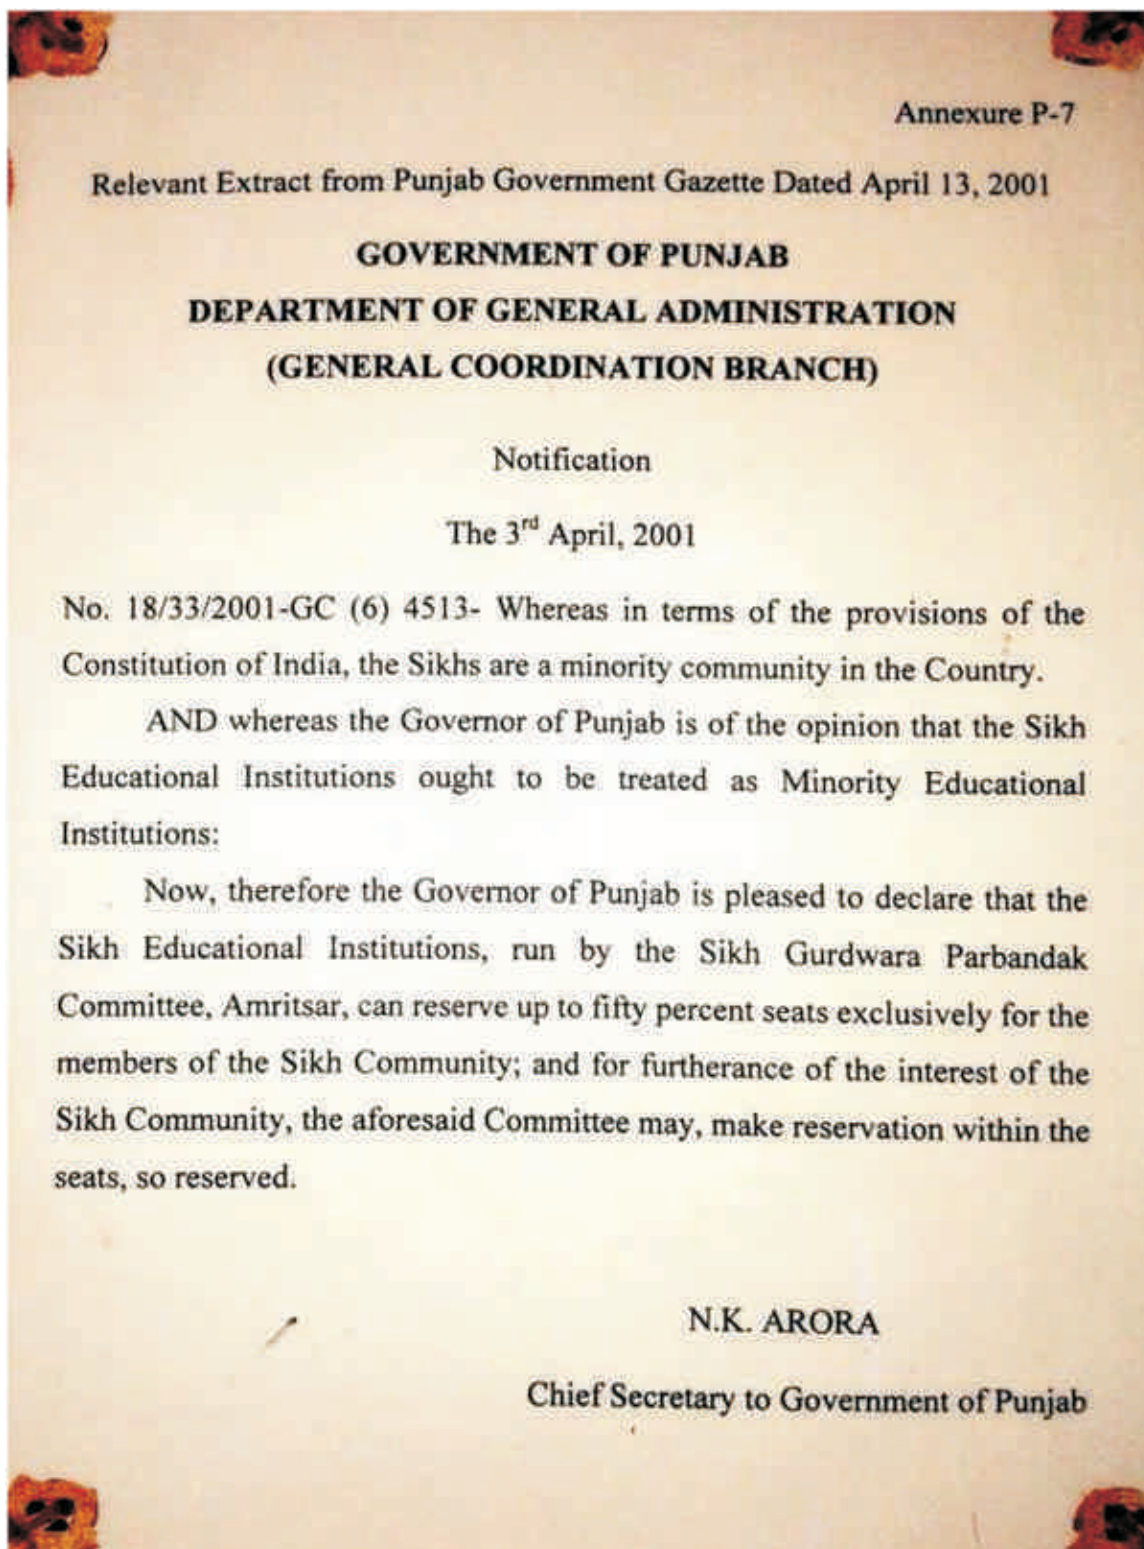 Annexure P-7
Relevant Extract from Punjab Government Gazette Dated April 13, 2001
GOVERNMENT OF PUNJAB
DEPARTMENT OF GENERAL ADMINISTRATION
(GENERAL COORDINATION BRANCH)
Notification
The 3rd April, 2001
No. 18/33/2001-GC (6) 4513- Whereas in terms of the provisions of the
Constitution of India, the Sikhs are a minority community in the Country.
AND whereas the Governor of Punjab is of the opinion that the Sikh
Educational Institutions ought to be treated as Minority Educational
Institutions:
Now, therefore the Governor of Punjab is pleased to declare that the
Sikh Educational Institutions, run by the Sikh Gurdwara Parbandak
Committee, Amritsar, can reserve up to fifty percent seats exclusively for the
members of the Sikh Community; and for furtherance of the interest of the
Sikh Community, the aforesaid Committee may, make reservation within the
seats, so reserved.
N.K. ARORA
Chief Secretary to Government of Punjab